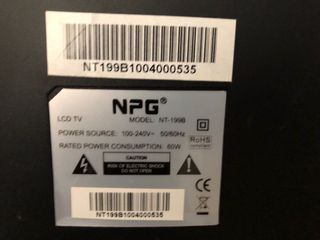 NT199B1004000535
NPG®
LCD TV
MODEL: NT-199B
POWER SOURCE: 100-240V~ 50/60Hz
RATED POWER CONSUMPTION: 60W
RoHS
compliant
CAUTION
RISK OF ELECTRIC SHOCK
DO NOT OPEN
CE
NT199B1004000535